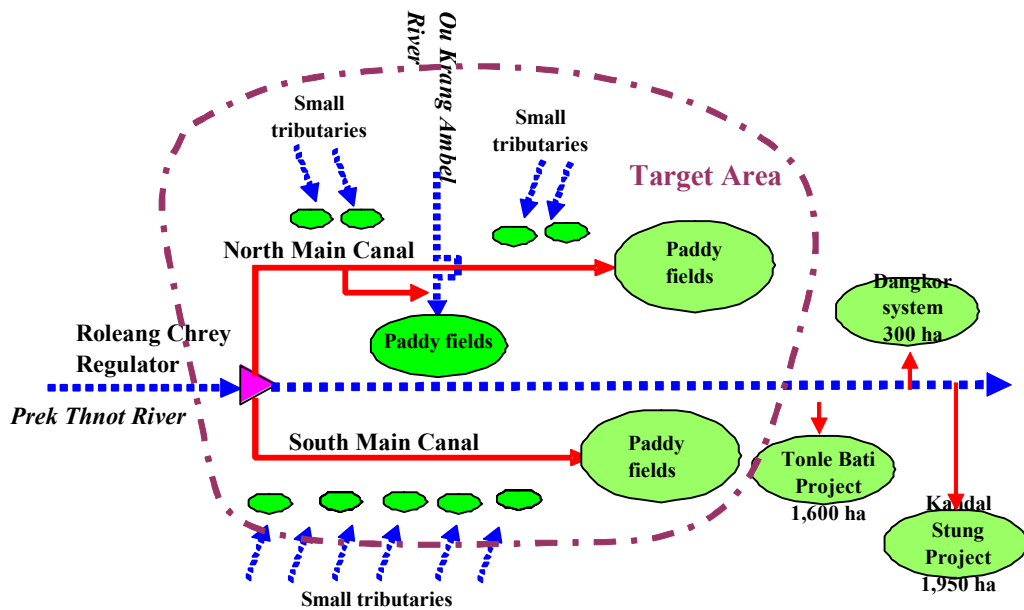 Ou Krang Ambel
River
Small
tributaries
Small
tributaries
Target Area
North Main Canal
Paddy
fields
Dangkor
system
300 ha
Roleang Chrey
Regulator
Paddy fields
Prek Thnot River
South Main Canal
Paddy
fields
Tonle Bati
Project
1,600 ha
Kandal
Stung
Project
1,950 ha
Small tributaries